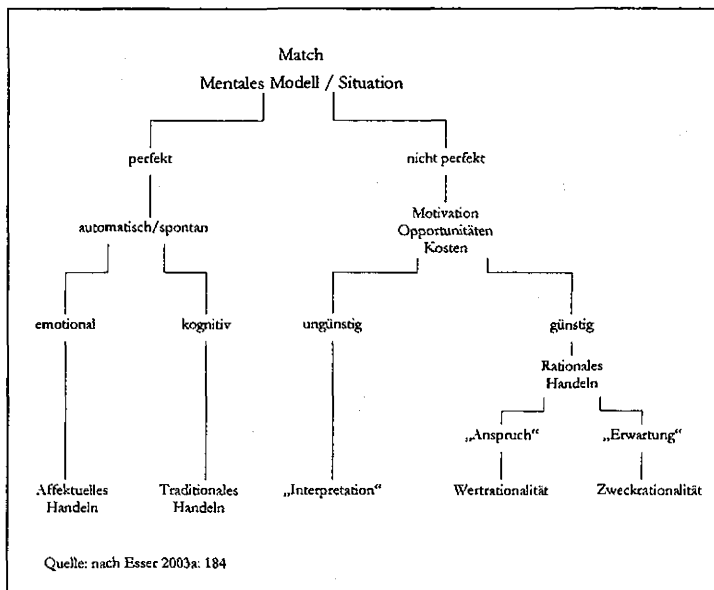 Match
Mentales Modell / Situation
perfekt
nicht perfekt
automatisch/spontan
Motivation
Opportunitäten
Kosten
emotional
kognitiv
ungünstig
günstig
Rationales
Handeln
„Anspruch“
„Erwartung“
Affektuelles
Handeln
Traditionales
Handeln
„Interpretation“
Wertrationalität
Zweckrationalität
Quelle: nach Esser 2003a: 184